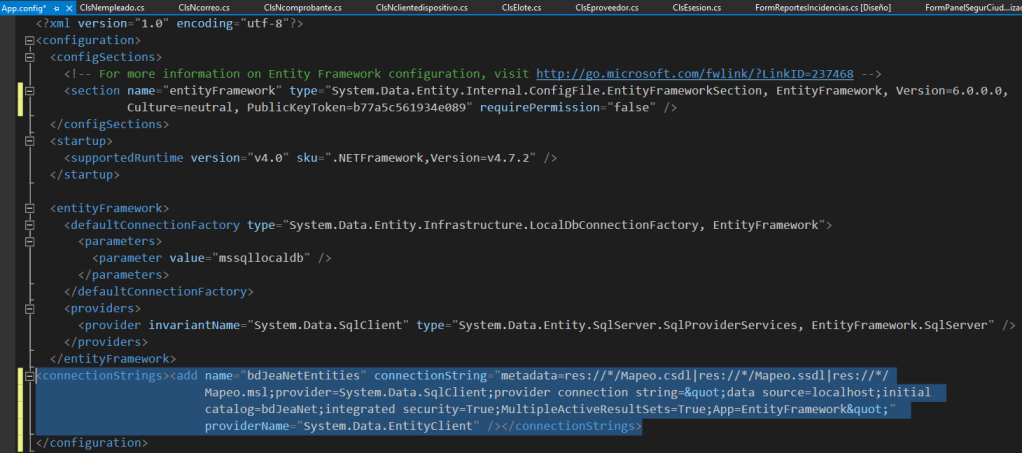 App.config* ClsNempleado.cs ClsNcorreo.cs ClsNcomprobante.cs ClsNclientedispositivo.cs ClsElote.cs ClsEproveedor.cs ClsEsesion.cs FormReportesIncidencias.cs [Diseño] FormPanelSegurCiud...izac
<?xml version="1.0" encoding="utf-8"?>
<configuration>
<configSections>
<!-- For more information on Entity Framework configuration, visit http://go.microsoft.com/fwlink/?LinkID=237468 -->
<section name="entityFramework" type="System.Data.Entity.Internal.ConfigFile.EntityFrameworkSection, EntityFramework, Version=6.0.0.0,
Culture=neutral, PublicKeyToken=b77a5c561934e089" requirePermission="false" />
</configSections>
<startup>
<supportedRuntime version="v4.0" sku=".NETFramework,Version=v4.7.2" />
</startup>
<entityFramework>
<defaultConnectionFactory type="System.Data.Entity.Infrastructure.LocalDbConnectionFactory, EntityFramework">
<parameters>
<parameter value="mssqllocaldb" />
</parameters>
</defaultConnectionFactory>
<providers>
<provider invariantName="System.Data.SqlClient" type="System.Data.Entity.SqlServer.SqlProviderServices, EntityFramework.SqlServer" />
</providers>
</entityFramework>
<connectionStrings><add name="bdJeaNetEntities" connectionString="metadata=res://*/Mapeo.csdl|res://*/Mapeo.ssdl|res://*/
Mapeo.msl;provider=System.Data.SqlClient;provider connection string=&quot;data source=localhost;initial
catalog=bdJeaNet;integrated security=True;MultipleActiveResultSets=True;App=EntityFramework&quot;"
providerName="System.Data.EntityClient" /></connectionStrings>
</configuration>